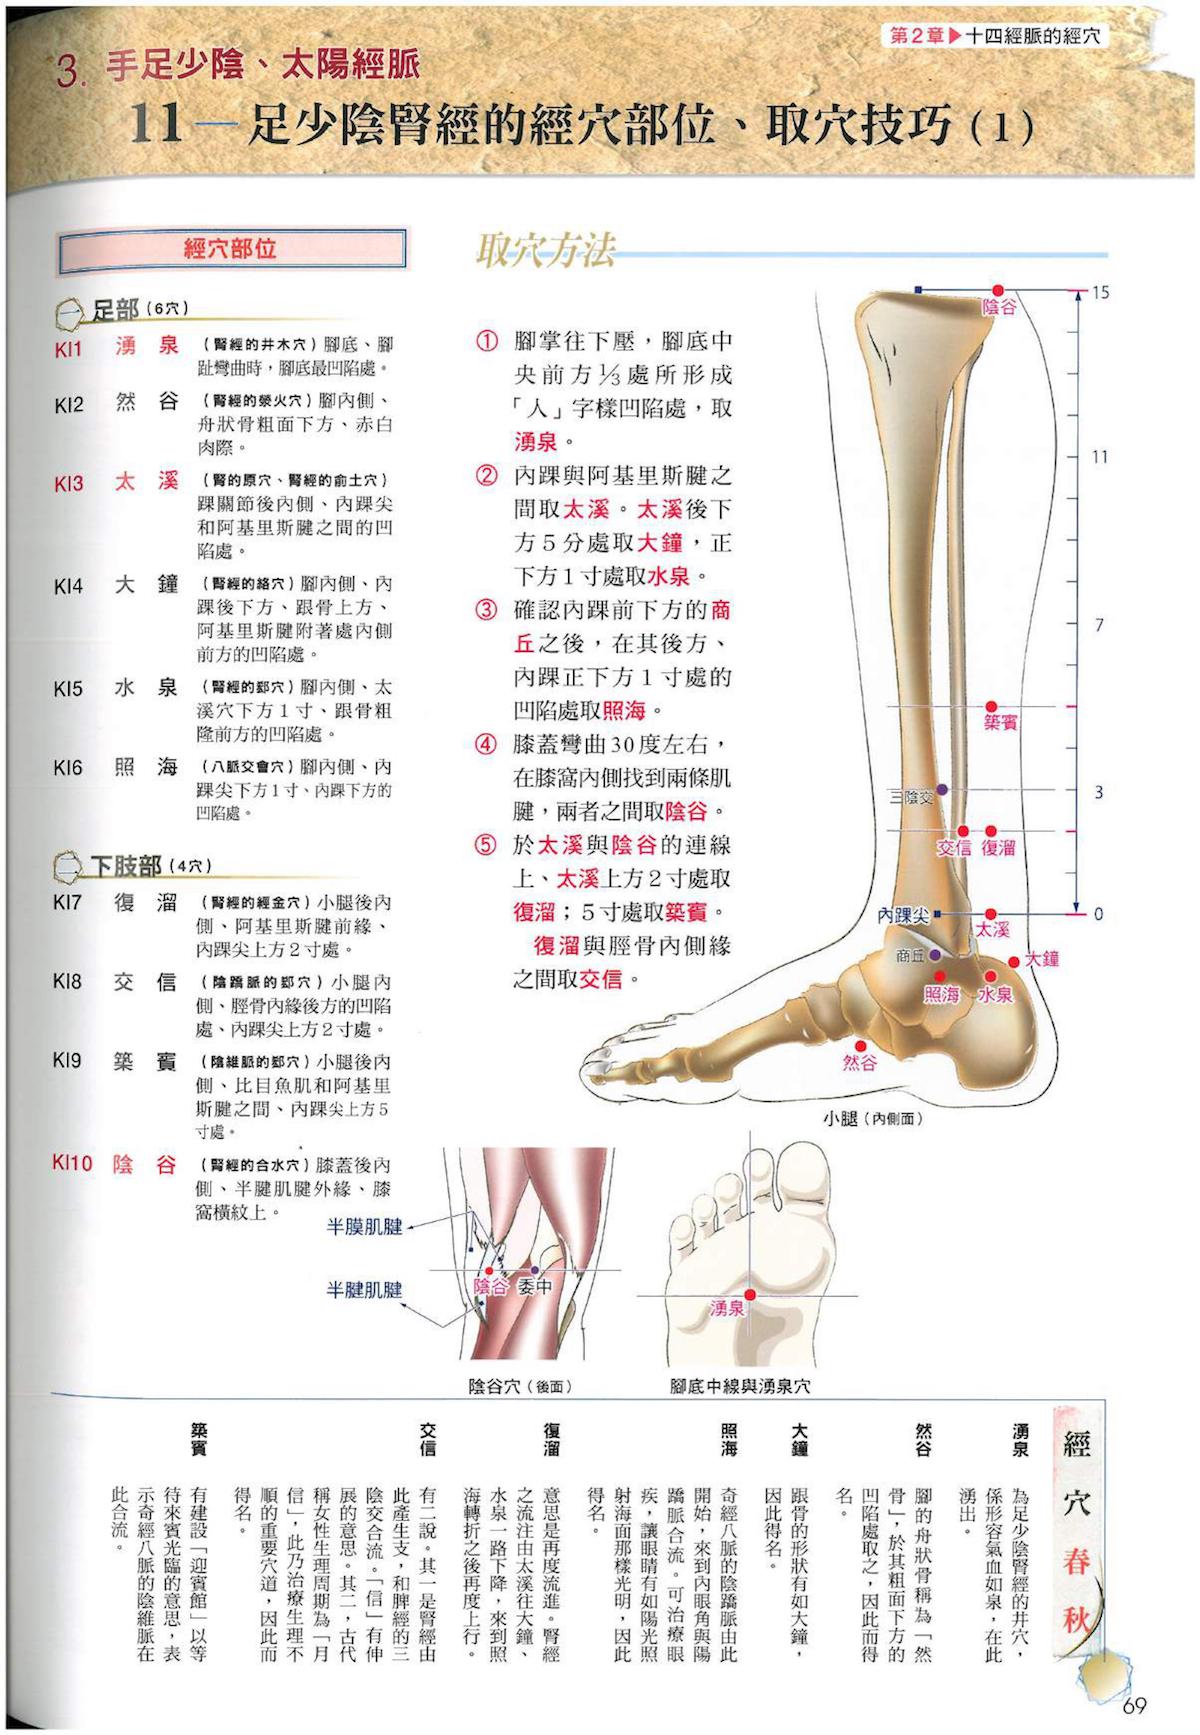 第2章▶十四經脈的經穴
3. 手足少陰、太陽經脈
11—足少陰腎經的經穴部位、取穴技巧(1)
經穴部位
一 足部(6穴)
KI1 湧泉 (腎經的井木穴)腳底、腳
趾彎曲時,腳底最凹陷處。
KI2 然谷 (腎經的滎火穴)腳內側、
舟狀骨粗面下方、赤白
肉際。
KI3 太溪 (腎的原穴、腎經的俞土穴)
踝關節後內側、內踝尖
和阿基里斯腱之間的凹
陷處。
KI4 大鐘 (腎經的絡穴)腳內側、內
踝後下方、跟骨上方、
阿基里斯腱附著處內側
前方的凹陷處。
KI5 水泉 (腎經的郄穴)腳內側、太
溪穴下方1寸、跟骨粗
隆前方的凹陷處。
KI6 照海 (八脈交會穴)腳內側、內
踝尖下方1寸、內踝下方的
凹陷處。
二 下肢部(4穴)
KI7 復溜 (腎經的經金穴)小腿後內
側、阿基里斯腱前緣、
內踝尖上方2寸處。
KI8 交信 (陰蹻脈的郄穴)小腿內
側、脛骨內緣後方的凹陷
處、內踝尖上方2寸處。
KI9 築賓 (陰維脈的郄穴)小腿後內
側、比目魚肌和阿基里
斯腱之間、內踝尖上方5
寸處。
KI10 陰谷 (腎經的合水穴)膝蓋後內
側、半腱肌腱外緣、膝
窩橫紋上。
取穴方法
① 腳掌往下壓,腳底中
央前方⅓處所形成
「人」字樣凹陷處,取
湧泉。
② 內踝與阿基里斯腱之
間取太溪。太溪後下
方5分處取大鐘,正
下方1寸處取水泉。
③ 確認內踝前下方的商
丘之後,在其後方、
內踝正下方1寸處的
凹陷處取照海。
④ 膝蓋彎曲30度左右,
在膝窩內側找到兩條肌
腱,兩者之間取陰谷。
⑤ 於太溪與陰谷的連線
上、太溪上方2寸處取
復溜;5寸處取築賓。
復溜與脛骨內側緣
之間取交信。
陰谷
15
11
7
築賓
三陰交
3
交信 復溜
內踝尖
0
太溪
商丘
大鐘
照海 水泉
然谷
小腿(內側面)
半膜肌腱
半腱肌腱
陰谷 委中
陰谷穴(後面)
湧泉
腳底中線與湧泉穴
經穴春秋
湧泉
為足少陰腎經的井穴,
係形容氣血如泉,在此
湧出。
然谷
腳的舟狀骨稱為「然
骨」,於其粗面下方的
凹陷處取之,因此而得
名。
大鐘
跟骨的形狀有如大鐘,
因此得名。
照海
奇經八脈的陰蹻脈由此
開始,來到內眼角與陽
蹻脈合流。可治療眼
疾,讓眼睛有如陽光照
射海面那樣光明,因此
得名。
復溜
意思是再度流進。腎經
之流注由太溪往大鐘、
水泉一路下降,來到照
海轉折之後再度上行。
交信
有二說。其一是腎經由
此產生支,和脾經的三
陰交合流。「信」有伸
展的意思。其二,古代
稱女性生理周期為「月
信」,此乃治療生理不
順的重要穴道,因此而
得名。
築賓
有建設「迎賓館」以等
待來賓光臨的意思,表
示奇經八脈的陰維脈在
此合流。
69